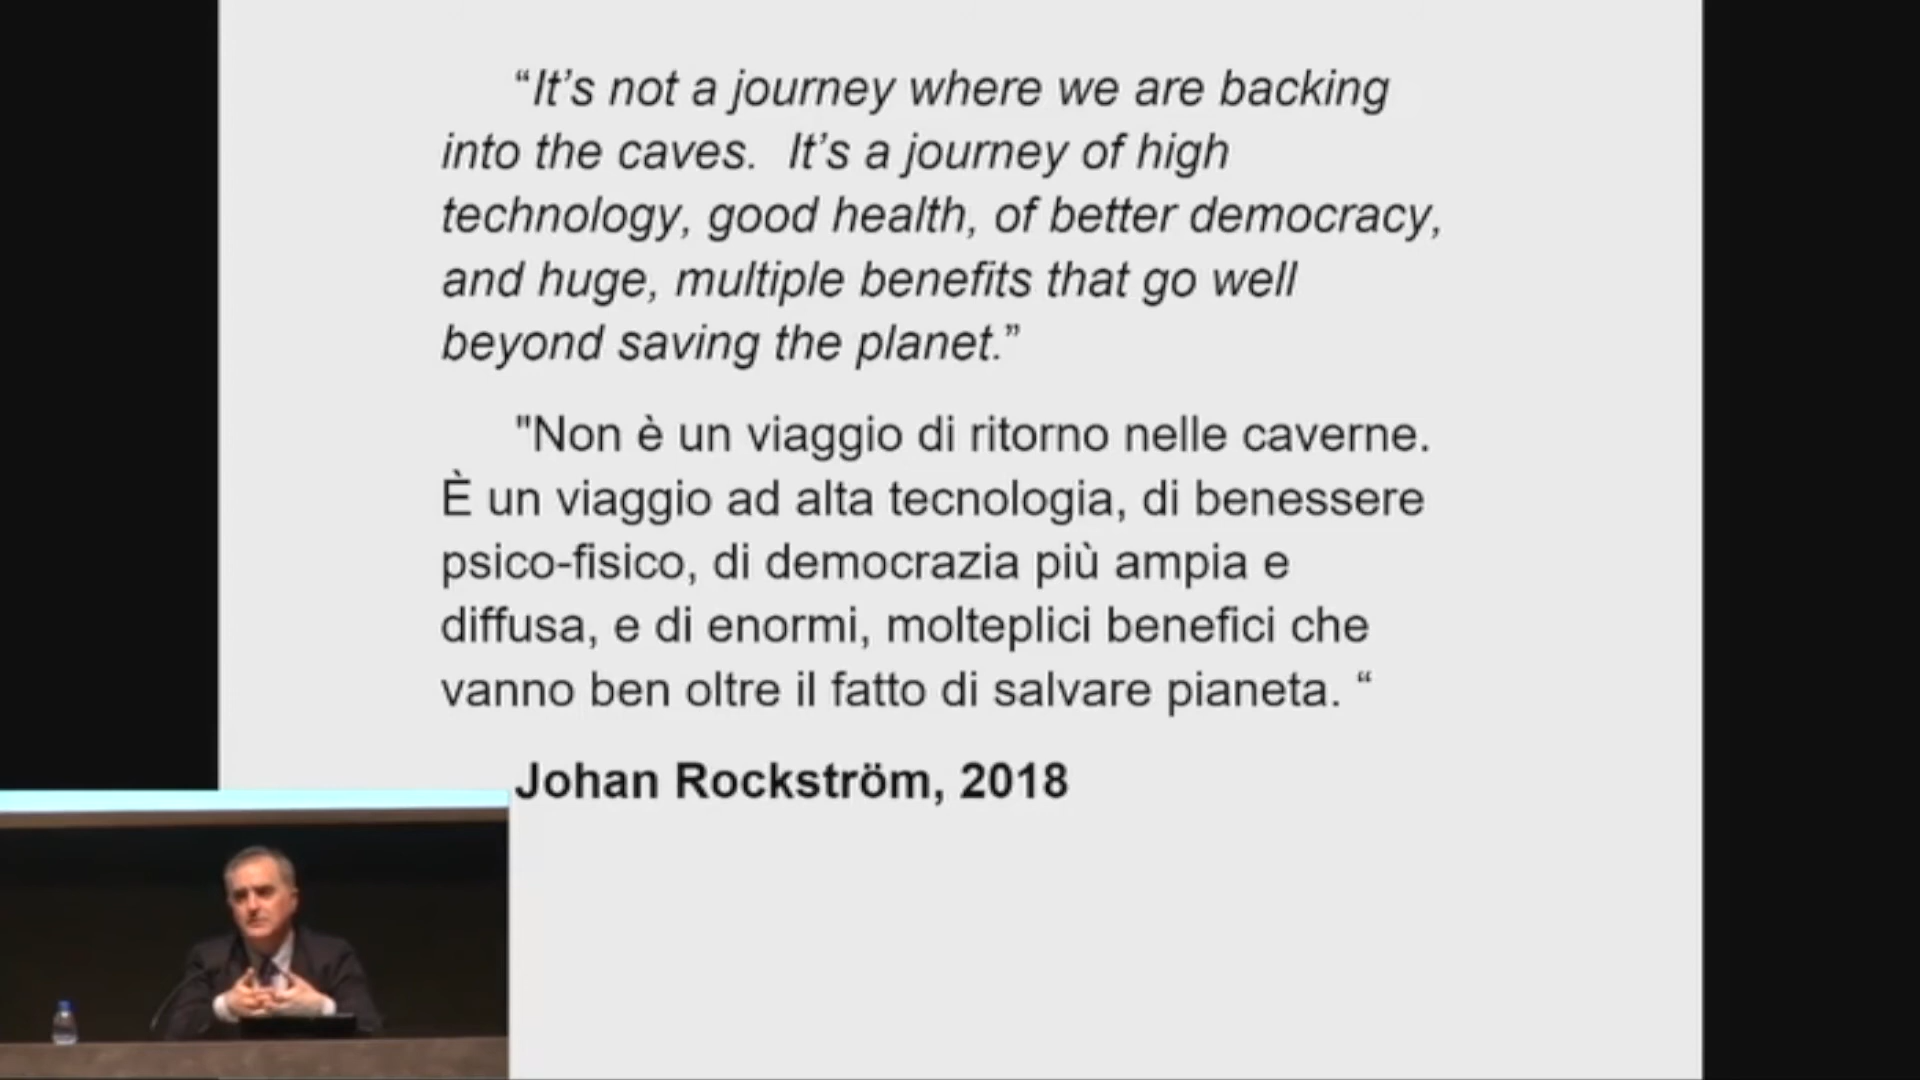 “It’s not a journey where we are backing
into the caves.  It’s a journey of high
technology, good health, of better democracy,
and huge, multiple benefits that go well
beyond saving the planet.”
"Non è un viaggio di ritorno nelle caverne.
È un viaggio ad alta tecnologia, di benessere
psico-fisico, di democrazia più ampia e
diffusa, e di enormi, molteplici benefici che
vanno ben oltre il fatto di salvare pianeta. “
Johan Rockström, 2018